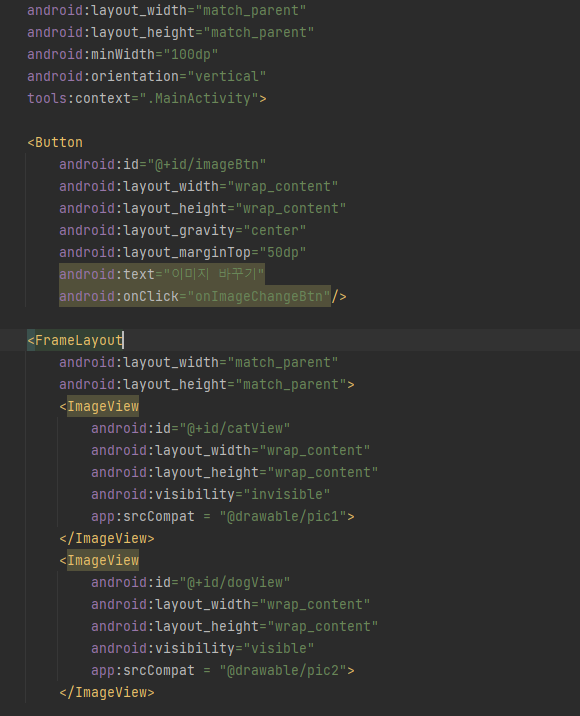 android:layout_width="match_parent"
android:layout_height="match_parent"
android:minWidth="100dp"
android:orientation="vertical"
tools:context=".MainActivity">
<Button
android:id="@+id/imageBtn"
android:layout_width="wrap_content"
android:layout_height="wrap_content"
android:layout_gravity="center"
android:layout_marginTop="50dp"
android:text="이미지 바꾸기"
android:onClick="onImageChangeBtn"/>
<FrameLayout
android:layout_width="match_parent"
android:layout_height="match_parent">
<ImageView
android:id="@+id/catView"
android:layout_width="wrap_content"
android:layout_height="wrap_content"
android:visibility="invisible"
app:srcCompat = "@drawable/pic1">
</ImageView>
<ImageView
android:id="@+id/dogView"
android:layout_width="wrap_content"
android:layout_height="wrap_content"
android:visibility="visible"
app:srcCompat = "@drawable/pic2">
</ImageView>